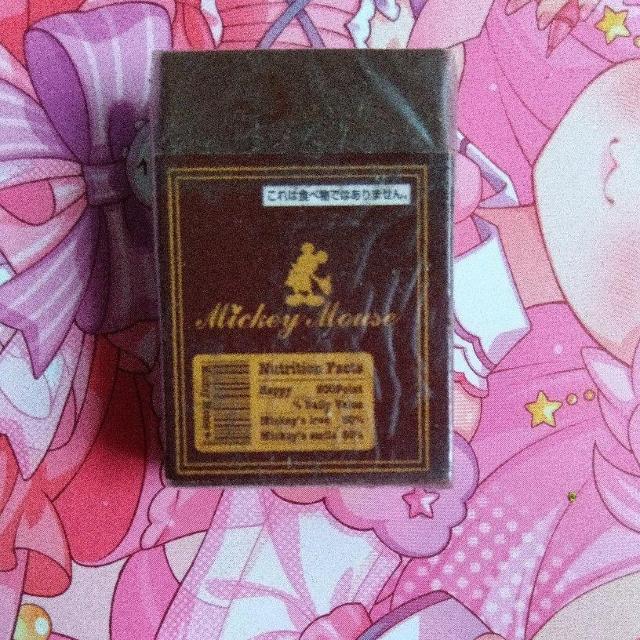 これは食べ物ではありません。
Mickey Mouse
Nutrition Facts
Happy 100Point
% Daily Value
Mickey's love
Mickey's smile